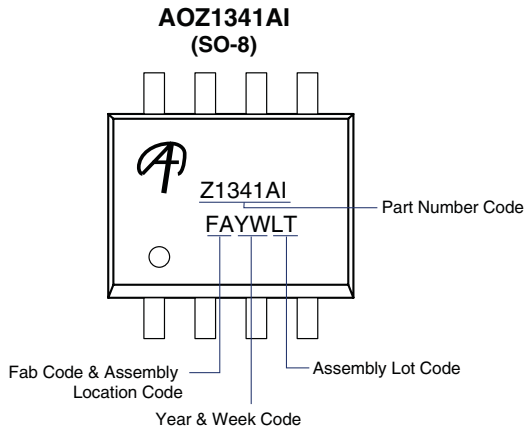 AOZ1341AI
(SO-8)
Z1341AI
FAYWLT
Part Number Code
Fab Code & Assembly
Location Code
Assembly Lot Code
Year & Week Code